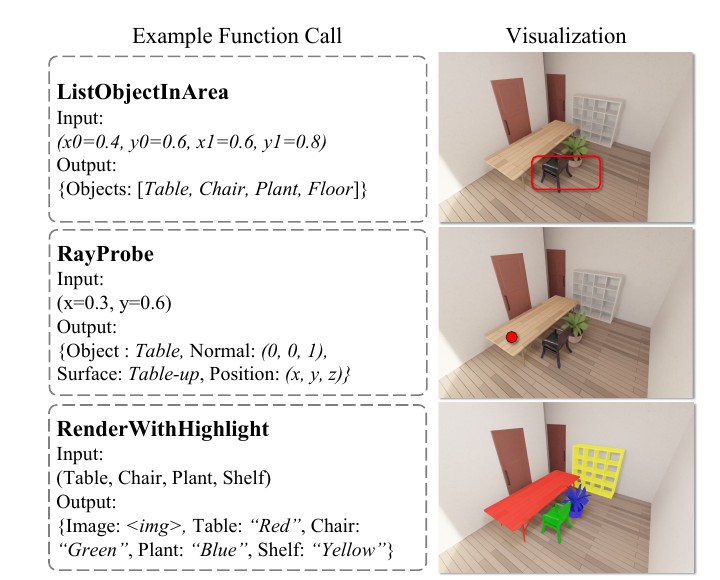 Example Function Call
Visualization
ListObjectInArea
Input:
(x0=0.4, y0=0.6, x1=0.6, y1=0.8)
Output:
{Objects: [Table, Chair, Plant, Floor]}
RayProbe
Input:
(x=0.3, y=0.6)
Output:
{Object : Table, Normal: (0, 0, 1),
Surface: Table-up, Position: (x, y, z)}
RenderWithHighlight
Input:
(Table, Chair, Plant, Shelf)
Output:
{Image: <img>, Table: “Red”, Chair:
“Green”, Plant: “Blue”, Shelf: “Yellow”}